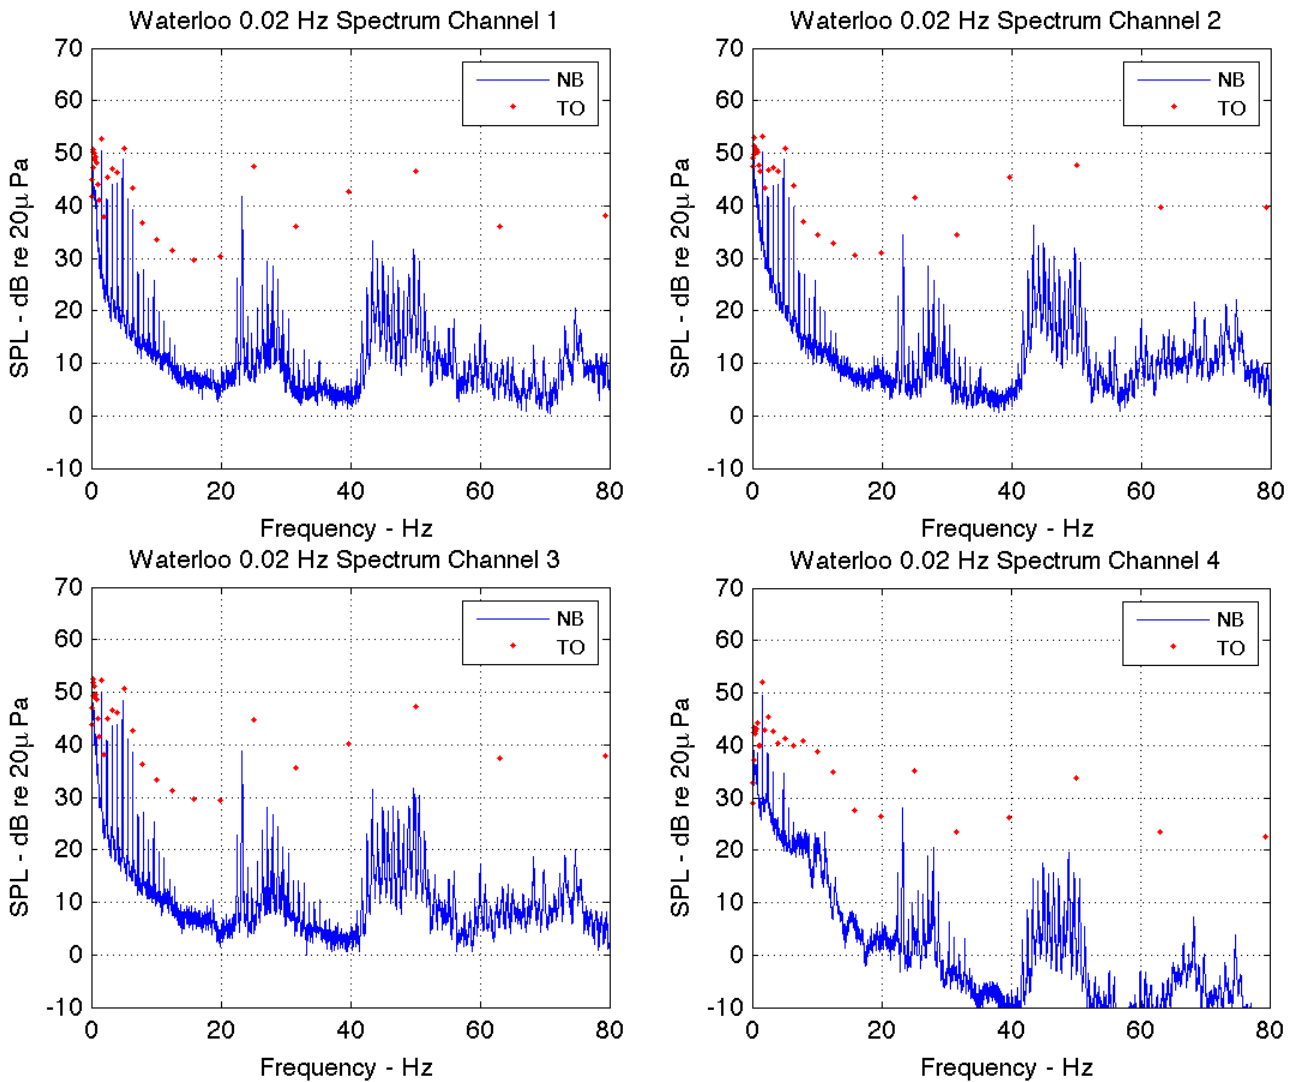 Waterloo 0.02 Hz Spectrum Channel 1
70
60
50
40
30
20
10
0
-10
SPL - dB re 20μ Pa
NB
TO
0 20 40 60 80
Frequency - Hz
Waterloo 0.02 Hz Spectrum Channel 2
70
60
50
40
30
20
10
0
-10
SPL - dB re 20μ Pa
NB
TO
0 20 40 60 80
Frequency - Hz
Waterloo 0.02 Hz Spectrum Channel 3
70
60
50
40
30
20
10
0
-10
SPL - dB re 20μ Pa
NB
TO
0 20 40 60 80
Frequency - Hz
Waterloo 0.02 Hz Spectrum Channel 4
70
60
50
40
30
20
10
0
-10
SPL - dB re 20μ Pa
NB
TO
0 20 40 60 80
Frequency - Hz